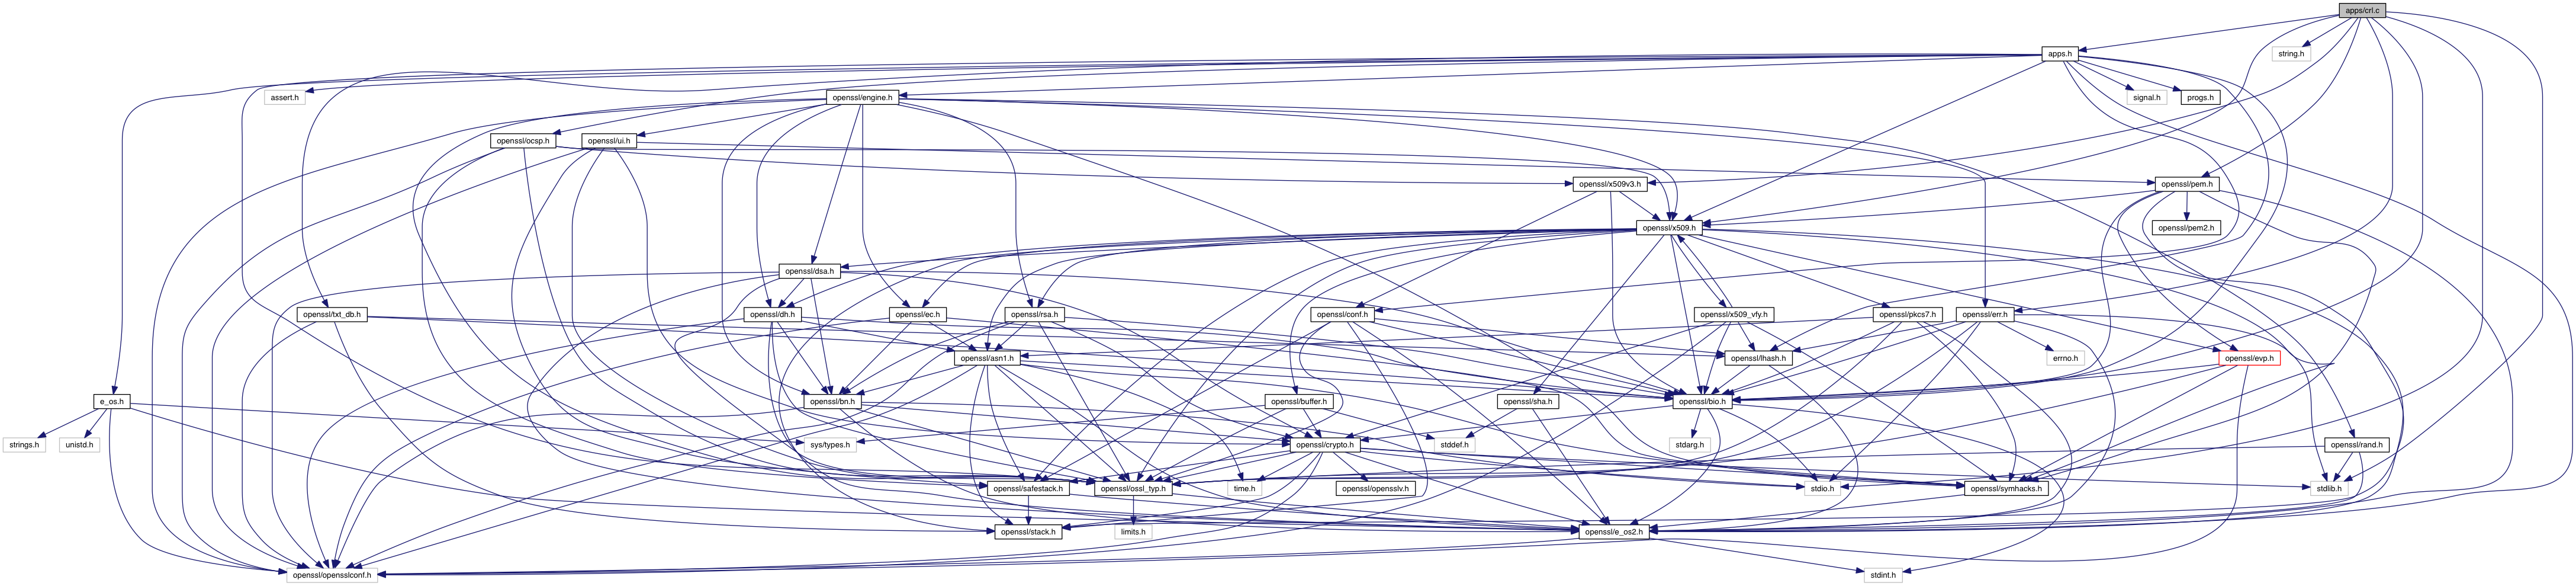 apps/crl.c
apps.h
string.h
assert.h
openssl/engine.h
signal.h
progs.h
openssl/ocsp.h
openssl/ui.h
openssl/x509v3.h
openssl/pem.h
openssl/x509.h
openssl/pem2.h
openssl/dsa.h
openssl/txt_db.h
openssl/dh.h
openssl/ec.h
openssl/rsa.h
openssl/conf.h
openssl/x509_vfy.h
openssl/pkcs7.h
openssl/err.h
openssl/asn1.h
openssl/lhash.h
errno.h
openssl/evp.h
e_os.h
openssl/bn.h
openssl/buffer.h
openssl/sha.h
openssl/bio.h
strings.h
unistd.h
sys/types.h
openssl/crypto.h
stddef.h
stdarg.h
openssl/rand.h
openssl/safestack.h
openssl/ossl_typ.h
time.h
openssl/opensslv.h
stdio.h
openssl/symhacks.h
stdlib.h
openssl/stack.h
limits.h
openssl/e_os2.h
openssl/opensslconf.h
stdint.h